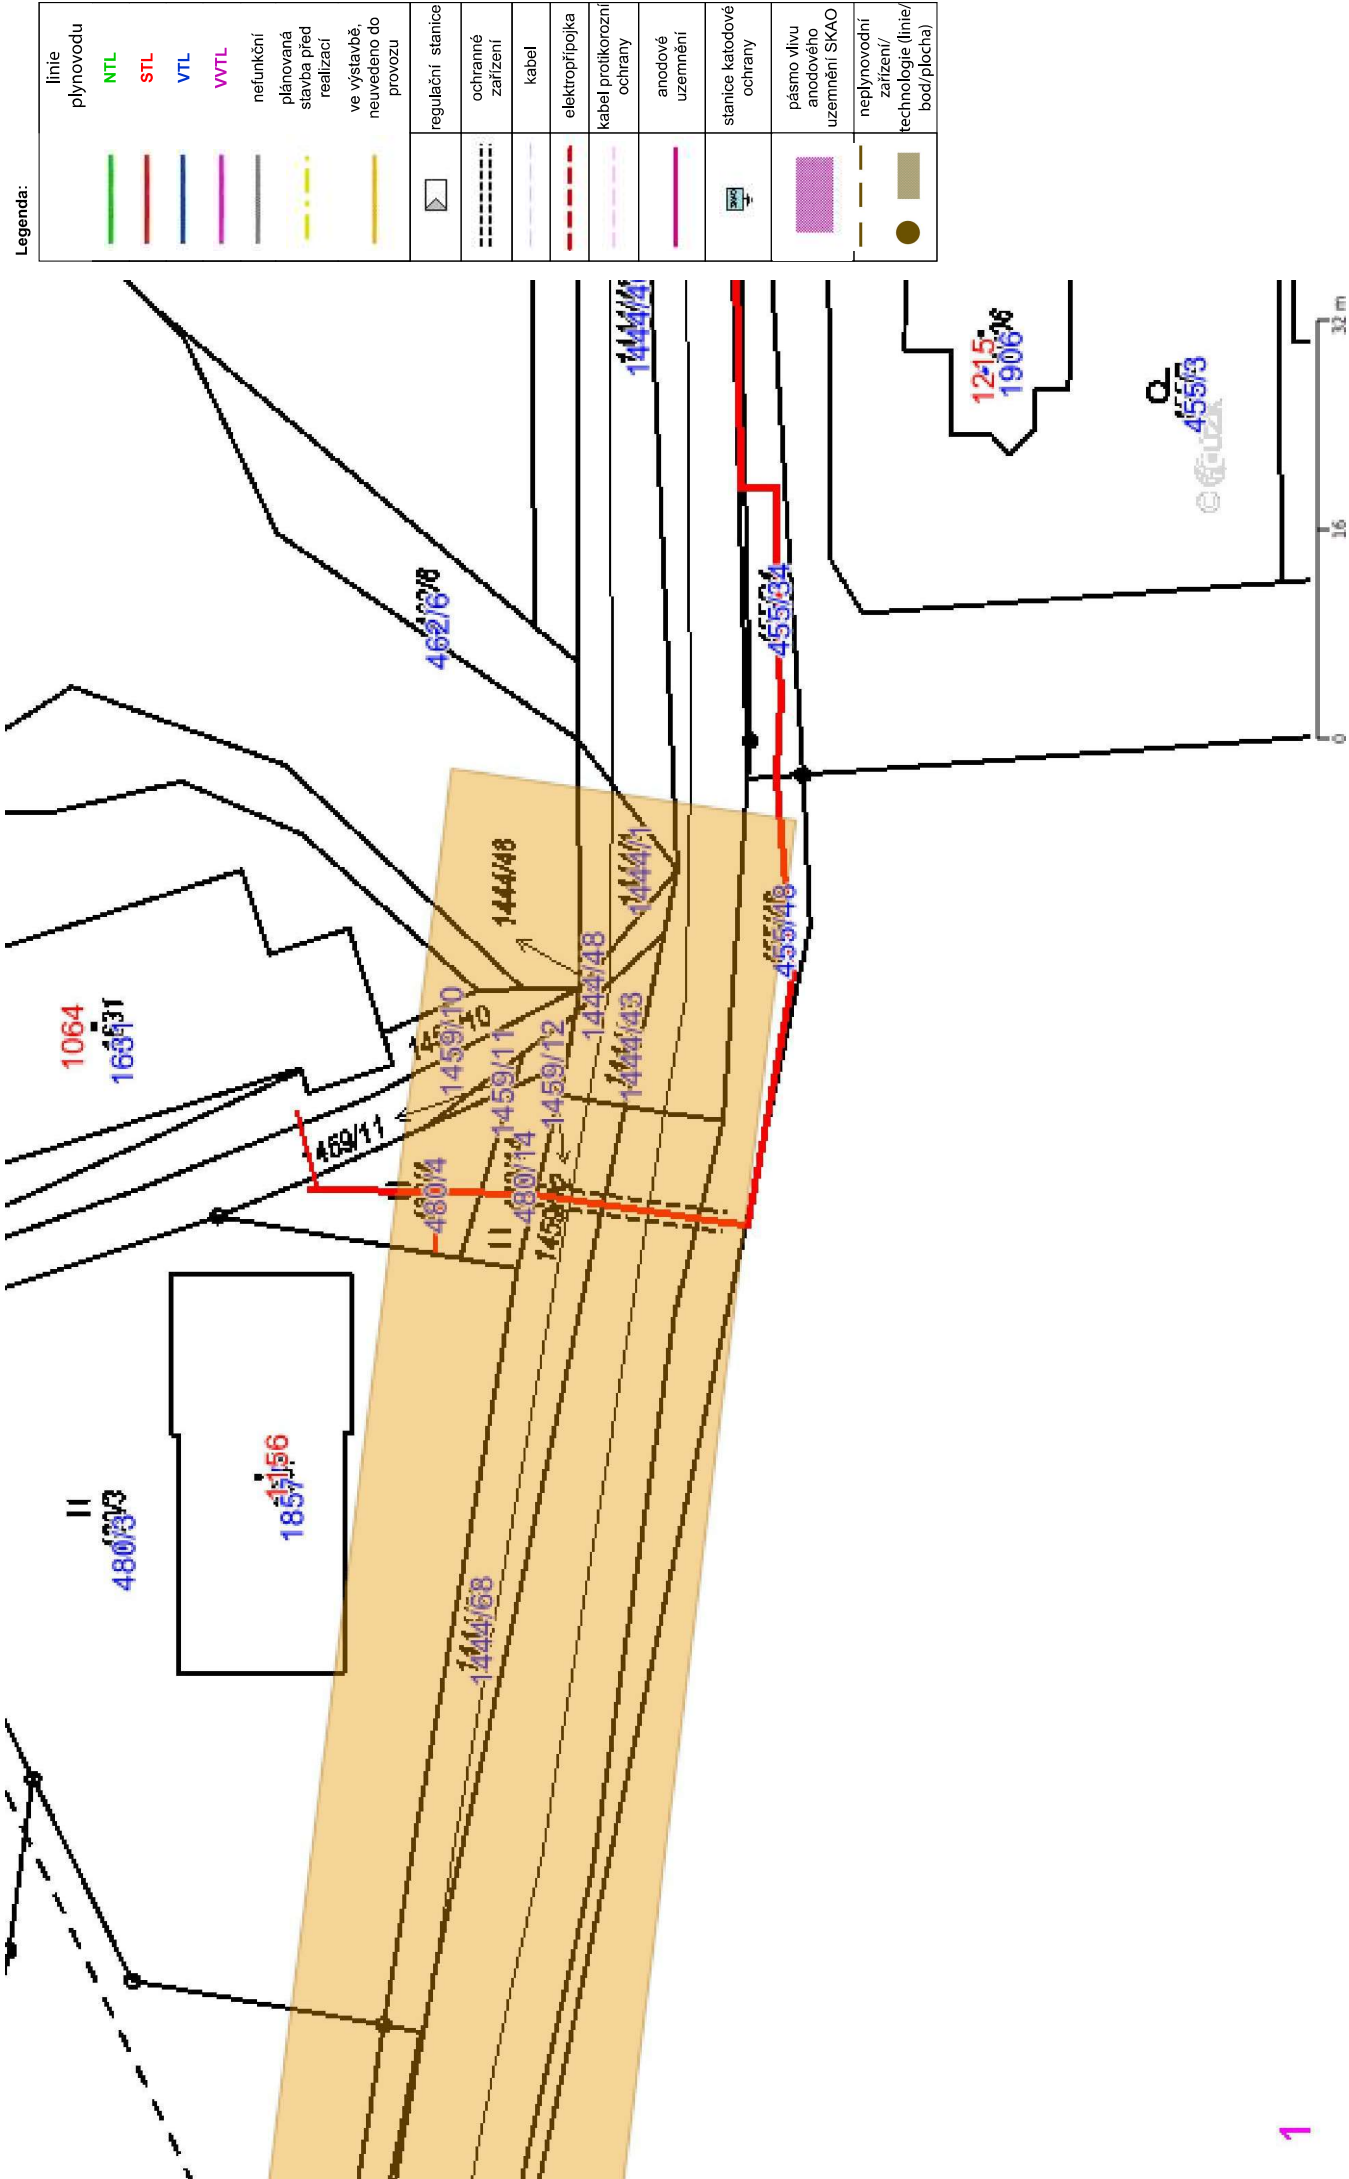 Legenda:
linie
plynovodu
NTL
STL
VTL
VVTL
nefunkční
plánovaná
stavba před
realizací
ve výstavbě,
neuvedeno do
provozu
regulační stanice
ochranné
zařízení
kabel
elektropřípojka
kabel protikorozní
ochrany
anodové
uzemnění
stanice katodové
ochrany
pásmo vlivu
anodového
uzemnění SKAO
neplynovodní
zařízení/
technologie (linie/
bod/plocha)
462/6
1444/1
1444/48
1444/48
1444/43
1459/10
1459/11
1459/12
459/11
480/4
480/14
1064
1631
1156
1857
480/3
1444/68
455/34
455/48
1215
1906
455/3
0
16
32 m
1